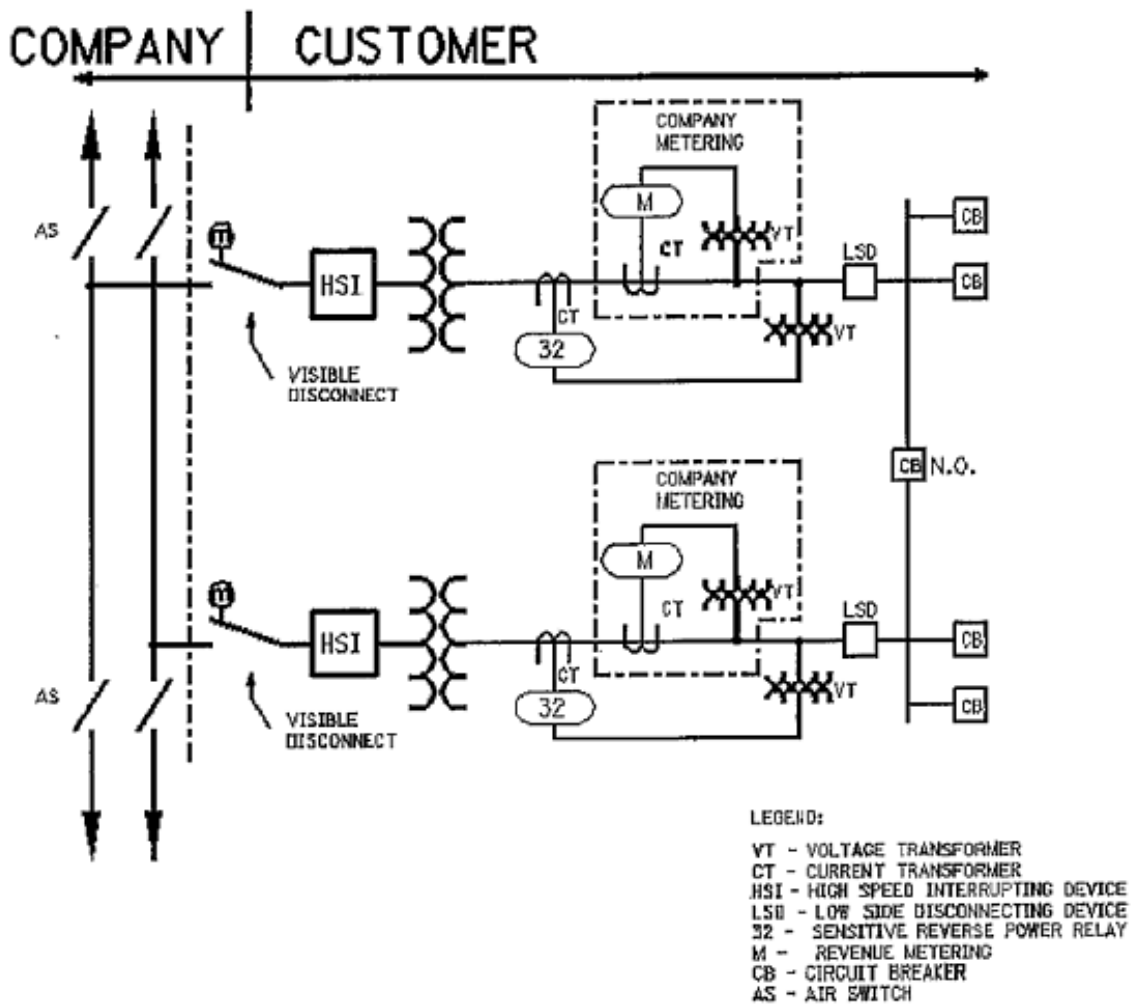 COMPANY CUSTOMER
COMPANY
METERING
AS
m
M
CT
VT
LSD
CB
CB
HSI
CT
32
VT
VISIBLE
DISCONNECT
CB N.O.
COMPANY
METERING
m
M
CT
VT
LSD
CB
HSI
CT
32
VT
CB
AS
VISIBLE
DISCONNECT
LEGEND:
VT - VOLTAGE TRANSFORMER
CT - CURRENT TRANSFORMER
HSI - HIGH SPEED INTERRUPTING DEVICE
LSD - LOW SIDE DISCONNECTING DEVICE
32 - SENSITIVE REVERSE POWER RELAY
M - REVENUE METERING
CB - CIRCUIT BREAKER
AS - AIR SWITCH